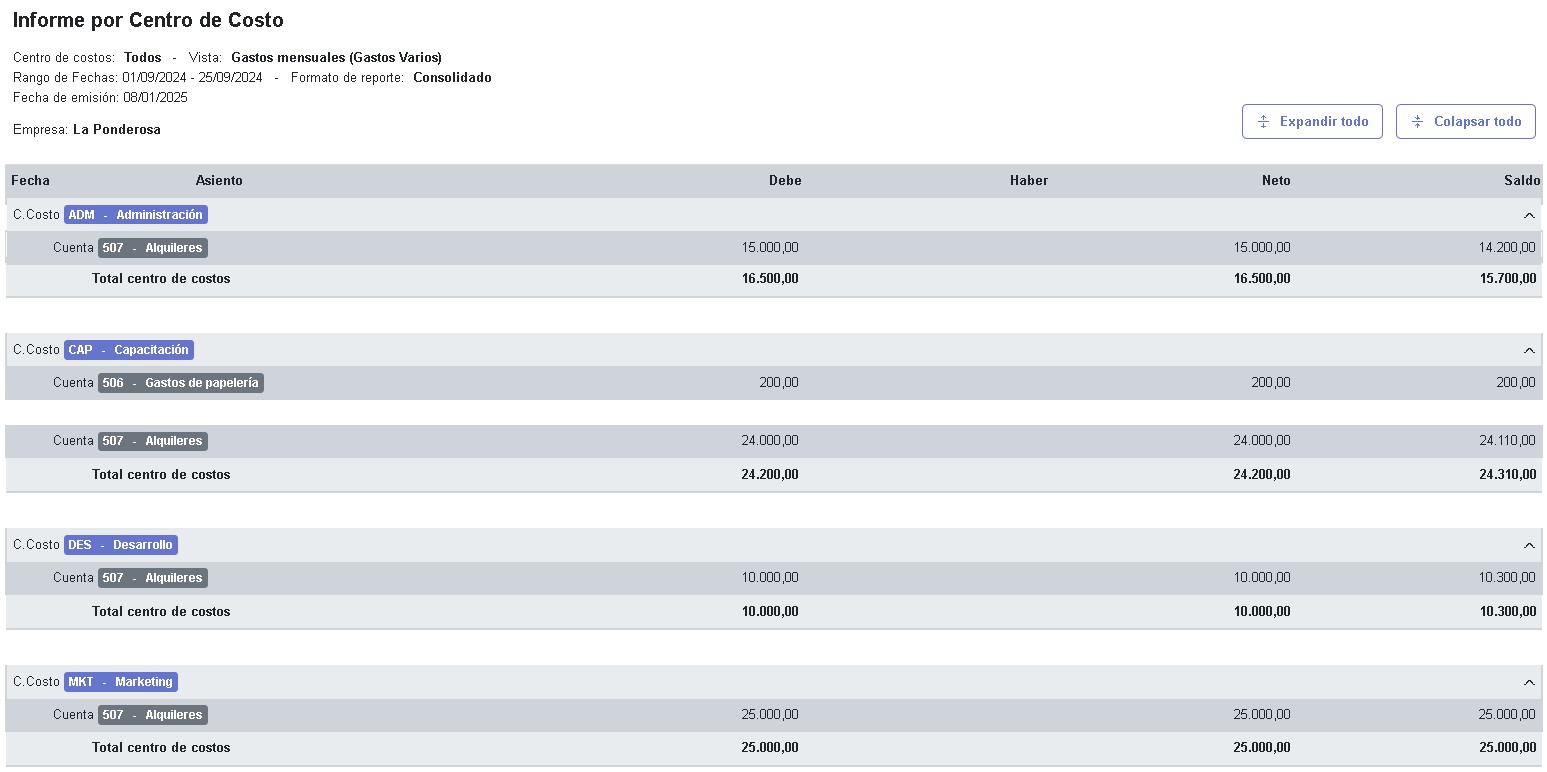 Informe por Centro de Costo
Centro de costos: Todos - Vista: Gastos mensuales (Gastos Varios)
Rango de Fechas: 01/09/2024 - 25/09/2024 - Formato de reporte: Consolidado
Fecha de emisión: 08/01/2025
Empresa: La Ponderosa
Expandir todo Colapsar todo
Fecha Asiento Debe Haber Neto Saldo
C.Costo ADM - Administración
Cuenta 507 - Alquileres 15.000,00 15.000,00 14.200,00
Total centro de costos 16.500,00 16.500,00 15.700,00
C.Costo CAP - Capacitación
Cuenta 506 - Gastos de papelería 200,00 200,00 200,00
Cuenta 507 - Alquileres 24.000,00 24.000,00 24.110,00
Total centro de costos 24.200,00 24.200,00 24.310,00
C.Costo DES - Desarrollo
Cuenta 507 - Alquileres 10.000,00 10.000,00 10.300,00
Total centro de costos 10.000,00 10.000,00 10.300,00
C.Costo MKT - Marketing
Cuenta 507 - Alquileres 25.000,00 25.000,00 25.000,00
Total centro de costos 25.000,00 25.000,00 25.000,00